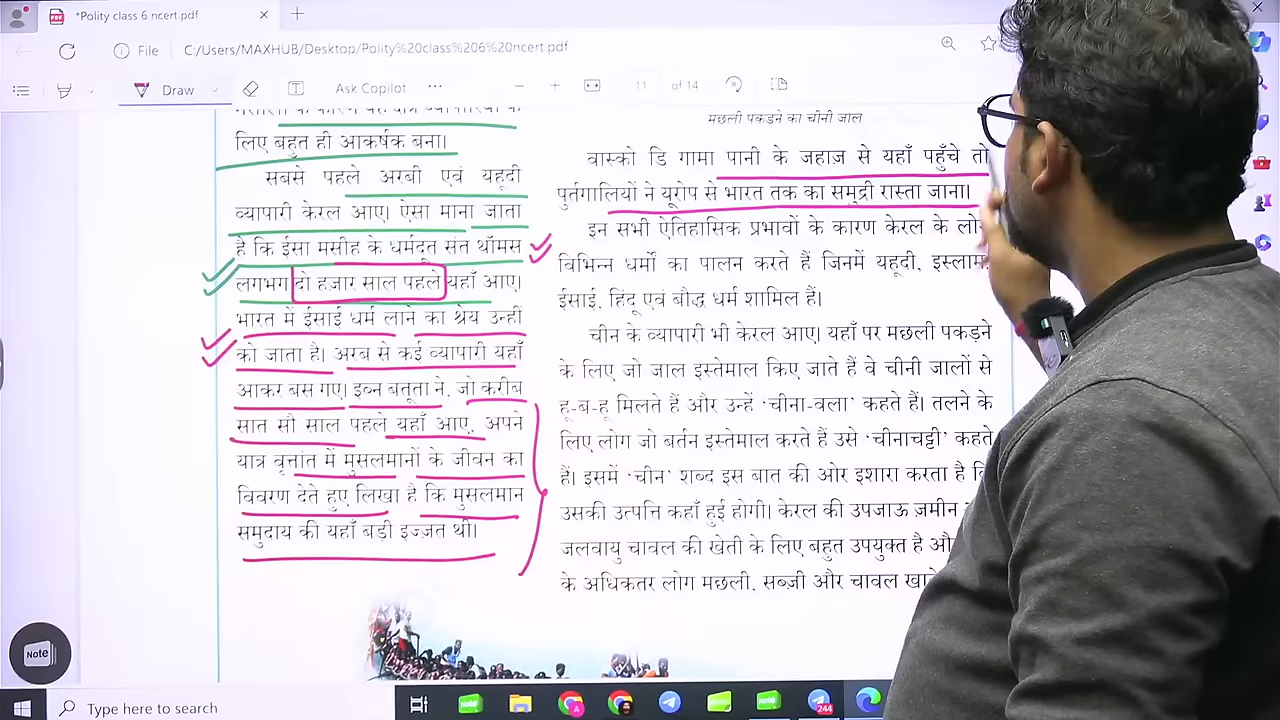 *Polity class 6 ncert.pdf
File C:/Users/MAXHUB/Desktop/Polity%20class%206%20ncert.pdf
Draw Ask Copilot 11 of 14
लिए बहुत ही आकर्षक बना।
सबसे पहले अरबी एवं यहूदी
व्यापारी केरल आए। ऐसा माना जाता
है कि ईसा मसीह के धर्मदूत संत थॉमस
लगभग दो हज़ार साल पहले यहाँ आए।
भारत में ईसाई धर्म लाने का श्रेय उन्हीं
को जाता है। अरब से कई व्यापारी यहाँ
आकर बस गए। इब्न बतूता ने, जो करीब
सात सौ साल पहले यहाँ आए, अपने
यात्र वृत्तांत में मुसलमानों के जीवन का
विवरण देते हुए लिखा है कि मुसलमान
समुदाय की यहाँ बड़ी इज्ज़त थी।
मछली पकड़ने का चीनी जाल
वास्को डि गामा पानी के जहाज़ से यहाँ पहुँचे तो
पुर्तगालियों ने यूरोप से भारत तक का समुद्री रास्ता जाना।
इन सभी ऐतिहासिक प्रभावों के कारण केरल के
विभिन्न धर्मों का पालन करते हैं जिनमें यहूदी, इस्लाम,
ईसाई, हिंदू एवं बौद्ध धर्म शामिल हैं।
चीन के व्यापारी भी केरल आए। यहाँ पर मछली पकड़ने
के लिए जो जाल इस्तेमाल किए जाते हैं वे चीनी जालों से
हू-ब-हू मिलते हैं और उन्हें 'चीना-वला' कहते हैं। तलने के
लिए लोग जो बर्तन इस्तेमाल करते हैं उसे 'चीनाचट्टी' कहते
हैं। इसमें 'चीन' शब्द इस बात की ओर इशारा करता है
उसकी उत्पत्ति कहाँ हुई होगी। केरल की उपजाऊ ज़मीन
जलवायु चावल की खेती के लिए बहुत उपयुक्त है
के अधिकतर लोग मछली, सब्ज़ी और चावल
Note
Type here to search
244